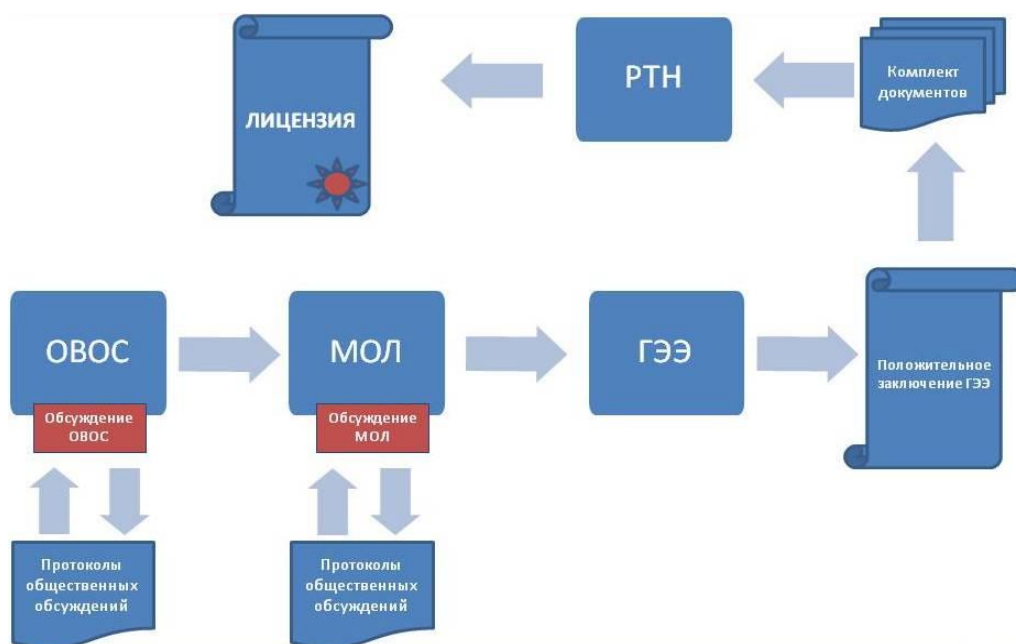 ЛИЦЕНЗИЯ
РТН
Комплект
документов
ОВОС
Обсуждение
ОВОС
МОЛ
Обсуждение
МОЛ
ГЭЭ
Положительное
заключение ГЭЭ
Протоколы
общественных
обсуждений
Протоколы
общественных
обсуждений